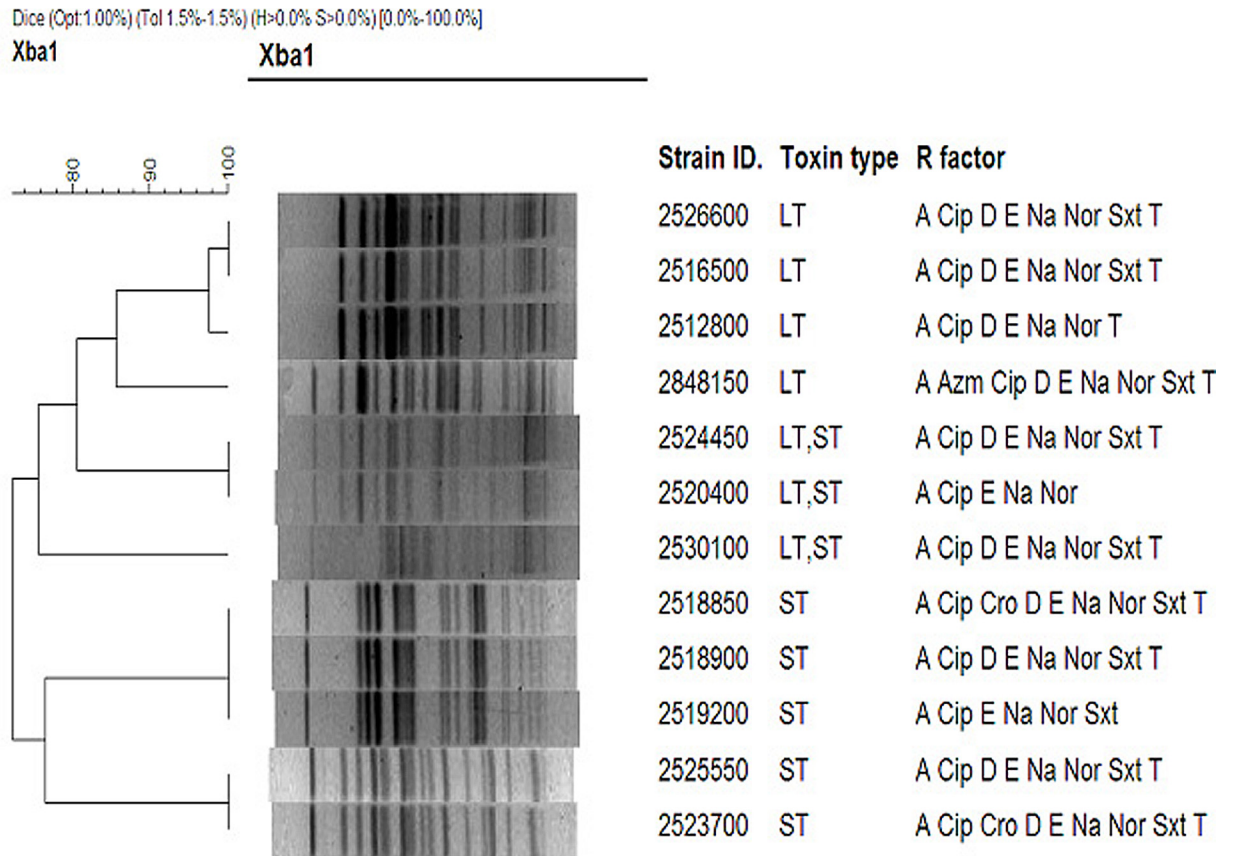 Dice (Opt:1.00%) (Tol 1.5%-1.5%) (H>0.0% S>0.0%) [0.0%-100.0%]
Xba1 Xba1
80 90 100
Strain ID. Toxin type R factor
2526600 LT A Cip D E Na Nor Sxt T
2516500 LT A Cip D E Na Nor Sxt T
2512800 LT A Cip D E Na Nor T
2848150 LT A Azm Cip D E Na Nor Sxt T
2524450 LT,ST A Cip D E Na Nor Sxt T
2520400 LT,ST A Cip E Na Nor
2530100 LT,ST A Cip D E Na Nor Sxt T
2518850 ST A Cip Cro D E Na Nor Sxt T
2518900 ST A Cip D E Na Nor Sxt T
2519200 ST A Cip E Na Nor Sxt
2525550 ST A Cip D E Na Nor Sxt T
2523700 ST A Cip Cro D E Na Nor Sxt T